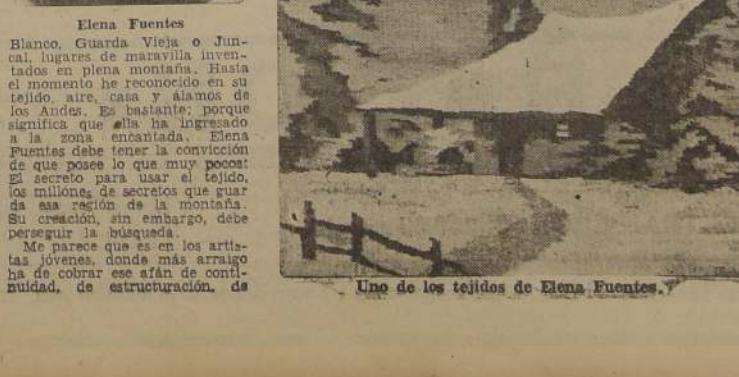 Elena Fuentes
Blanco, Guarda Vieja o Jun-
cal, lugares de maravilla inven-
tados en plena montaña. Hasta
el momento he reconocido en su
tejido, aire, casa y álamos de
los Andes. Es bastante; porque
significa que ella ha ingresado
a la zona encantada. Elena
Fuentes debe tener la convicción
de que posee lo que muy pocos:
El secreto para usar el tejido,
los millones de secretos que guar
da esa región de la montaña.
Su creación, sin embargo, debe
perseguir la búsqueda.
Me parece que es en los artis-
tas jóvenes, donde más arraigo
ha de cobrar ese afán de conti-
nuidad, de estructuración, de
Uno de los tejidos de Elena Fuentes.